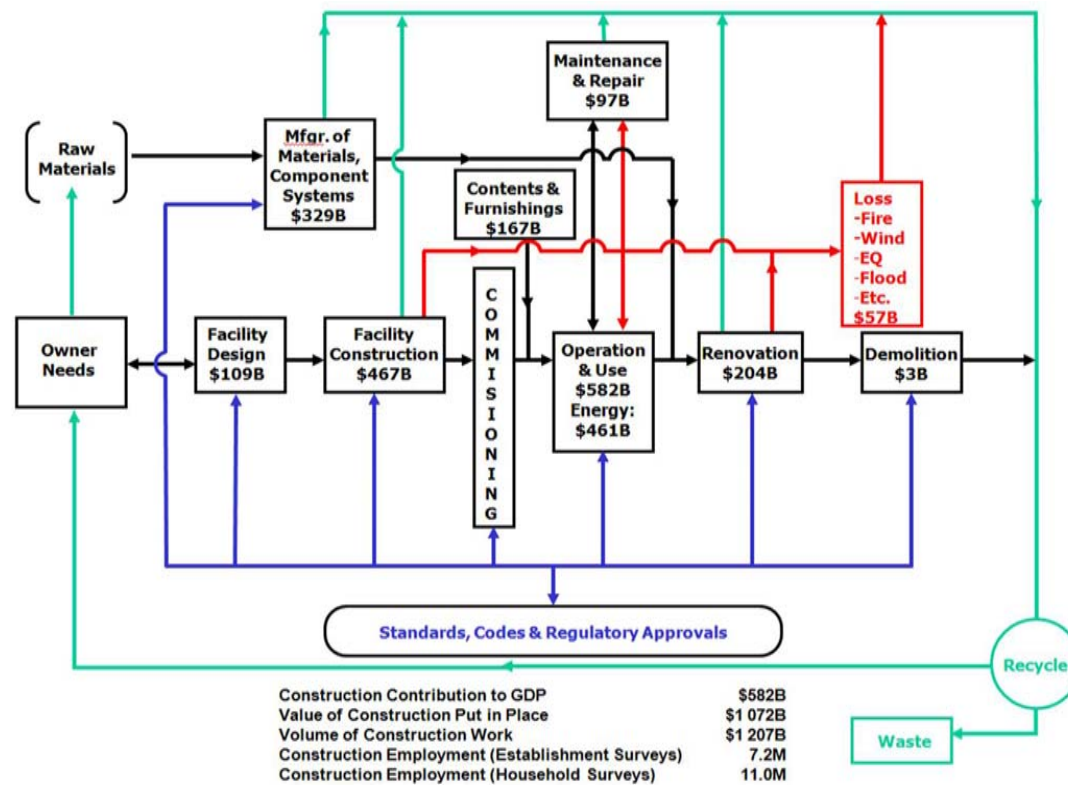 Maintenance
& Repair
$97B
Raw
Materials
Mfgr. of
Materials,
Component
Systems
$329B
Contents &
Furnishings
$167B
Loss
-Fire
-Wind
-EQ
-Flood
-Etc.
$57B
Owner
Needs
Facility
Design
$109B
Facility
Construction
$467B
C
O
M
M
I
S
I
O
N
I
N
G
Operation
& Use
$582B
Energy:
$461B
Renovation
$204B
Demolition
$3B
Standards, Codes & Regulatory Approvals
Recycle
Waste
Construction Contribution to GDP $582B
Value of Construction Put in Place $1 072B
Volume of Construction Work $1 207B
Construction Employment (Establishment Surveys) 7.2M
Construction Employment (Household Surveys) 11.0M